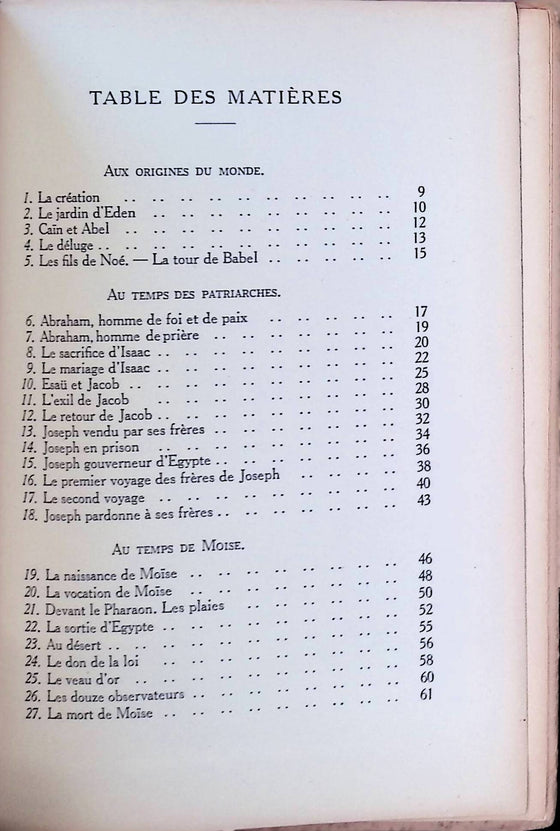 TABLE DES MATIÈRES
AUX ORIGINES DU MONDE.
1. La création .. .. .. .. .. .. .. .. .. .. 9
2. Le jardin d'Eden .. .. .. .. .. .. .. .. .. 10
3. Caïn et Abel .. .. .. .. .. .. .. .. .. .. 12
4. Le déluge .. .. .. .. .. .. .. .. .. .. .. 13
5. Les fils de Noé. — La tour de Babel .. .. .. .. .. 15
AU TEMPS DES PATRIARCHES.
6. Abraham, homme de foi et de paix .. .. .. .. .. 17
7. Abraham, homme de prière .. .. .. .. .. .. .. 19
8. Le sacrifice d'Isaac .. .. .. .. .. .. .. .. .. 20
9. Le mariage d'Isaac .. .. .. .. .. .. .. .. .. 22
10. Esaü et Jacob .. .. .. .. .. .. .. .. .. .. 25
11. L'exil de Jacob .. .. .. .. .. .. .. .. .. 28
12. Le retour de Jacob .. .. .. .. .. .. .. .. .. 30
13. Joseph vendu par ses frères .. .. .. .. .. .. .. 32
14. Joseph en prison .. .. .. .. .. .. .. .. .. 34
15. Joseph gouverneur d'Egypte .. .. .. .. .. .. .. 36
16. Le premier voyage des frères de Joseph .. .. .. .. 38
17. Le second voyage .. .. .. .. .. .. .. .. .. 40
18. Joseph pardonne à ses frères .. .. .. .. .. .. .. 43
AU TEMPS DE MOISE.
19. La naissance de Moïse .. .. .. .. .. .. .. .. 46
20. La vocation de Moïse .. .. .. .. .. .. .. .. 48
21. Devant le Pharaon. Les plaies .. .. .. .. .. .. 50
22. La sortie d'Egypte .. .. .. .. .. .. .. .. .. 52
23. Au désert .. .. .. .. .. .. .. .. .. .. .. 55
24. Le don de la loi .. .. .. .. .. .. .. .. .. 56
25. Le veau d'or .. .. .. .. .. .. .. .. .. .. 58
26. Les douze observateurs .. .. .. .. .. .. .. .. 60
27. La mort de Moïse .. .. .. .. .. .. .. .. .. 61